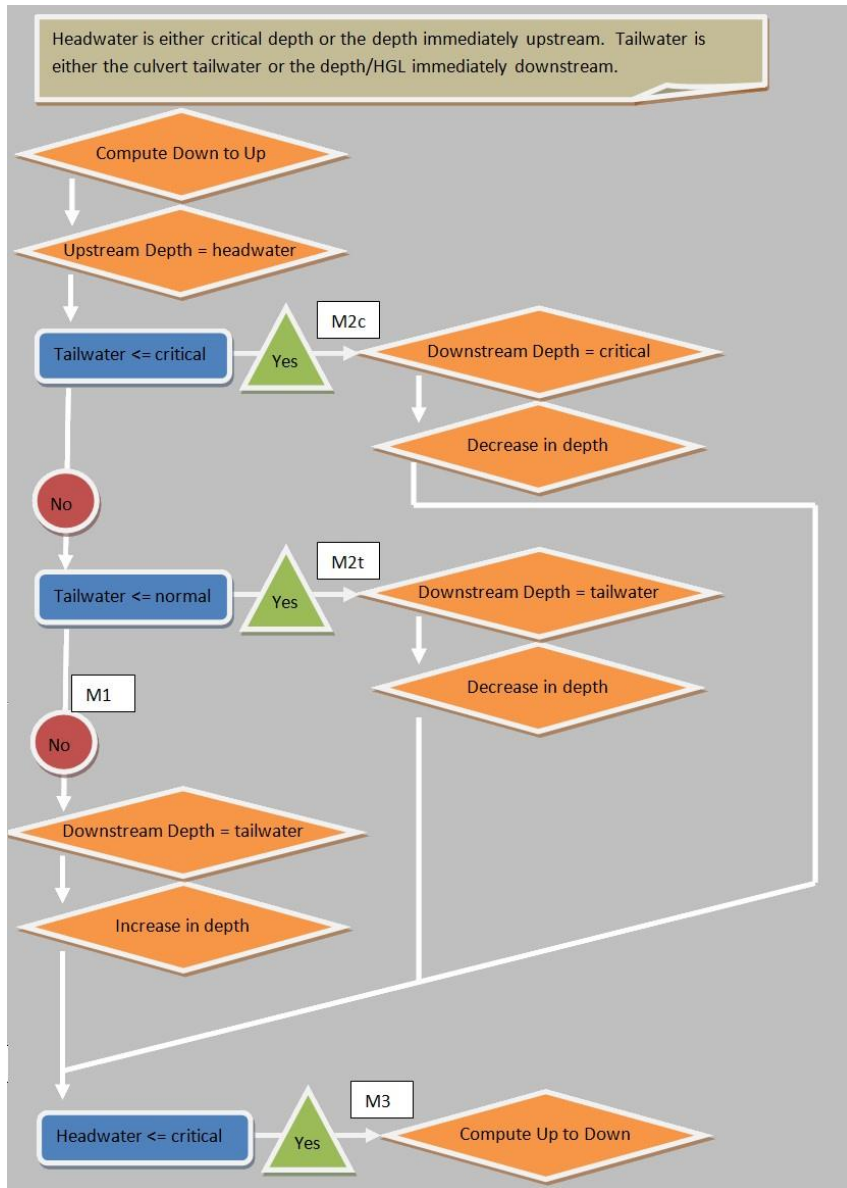 Headwater is either critical depth or the depth immediately upstream.  Tailwater is
either the culvert tailwater or the depth/HGL immediately downstream.
Compute Down to Up
Upstream Depth = headwater
Tailwater <= critical
Yes
M2c
Downstream Depth = critical
Decrease in depth
No
Tailwater <= normal
Yes
M2t
Downstream Depth = tailwater
Decrease in depth
M1
No
Downstream Depth = tailwater
Increase in depth
Headwater <= critical
Yes
M3
Compute Up to Down